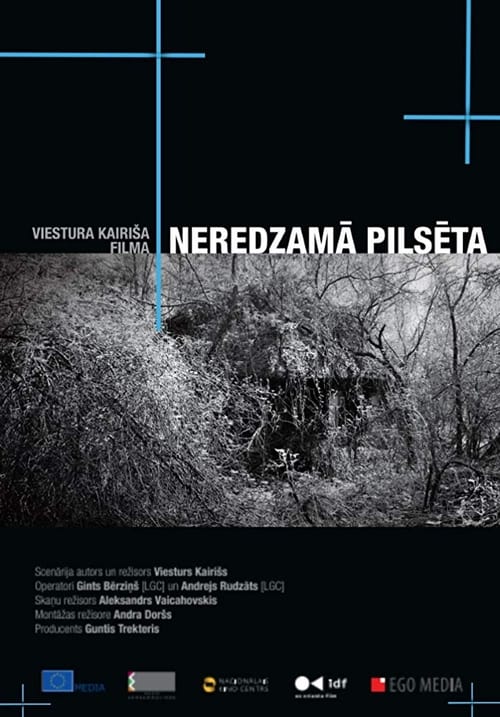 VIESTURA KAIRIŠA
FILMA
NEREDZAMĀ PILSĒTA
Scenārija autors un režisors Viesturs Kairišs
Operatori Gints Bērziņš [LGC] un Andrejs Rudzāts [LGC]
Skaņu režisors Aleksandrs Vaicahovskis
Montāžas režisore Andra Doršs
Producents Guntis Trekteris
MEDIA
NACIONĀLAIS
KINO CENTRS
1df
EGO MEDIA